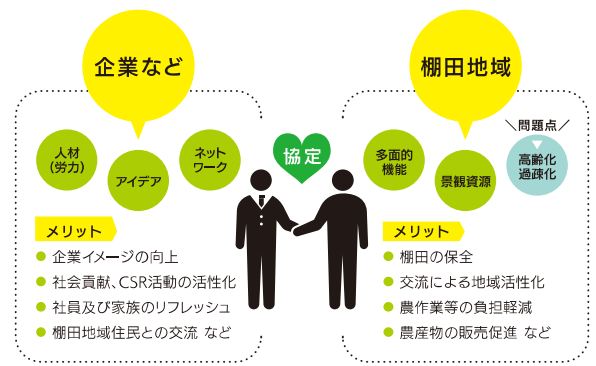 企業など
人材
(労力)
アイデア
ネット
ワーク
メリット
企業イメージの向上
社会貢献、CSR活動の活性化
社員及び家族のリフレッシュ
棚田地域住民との交流 など
協定
棚田地域
多面的
機能
景観資源
＼問題点／
高齢化
過疎化
メリット
棚田の保全
交流による地域活性化
農作業等の負担軽減
農産物の販売促進 など